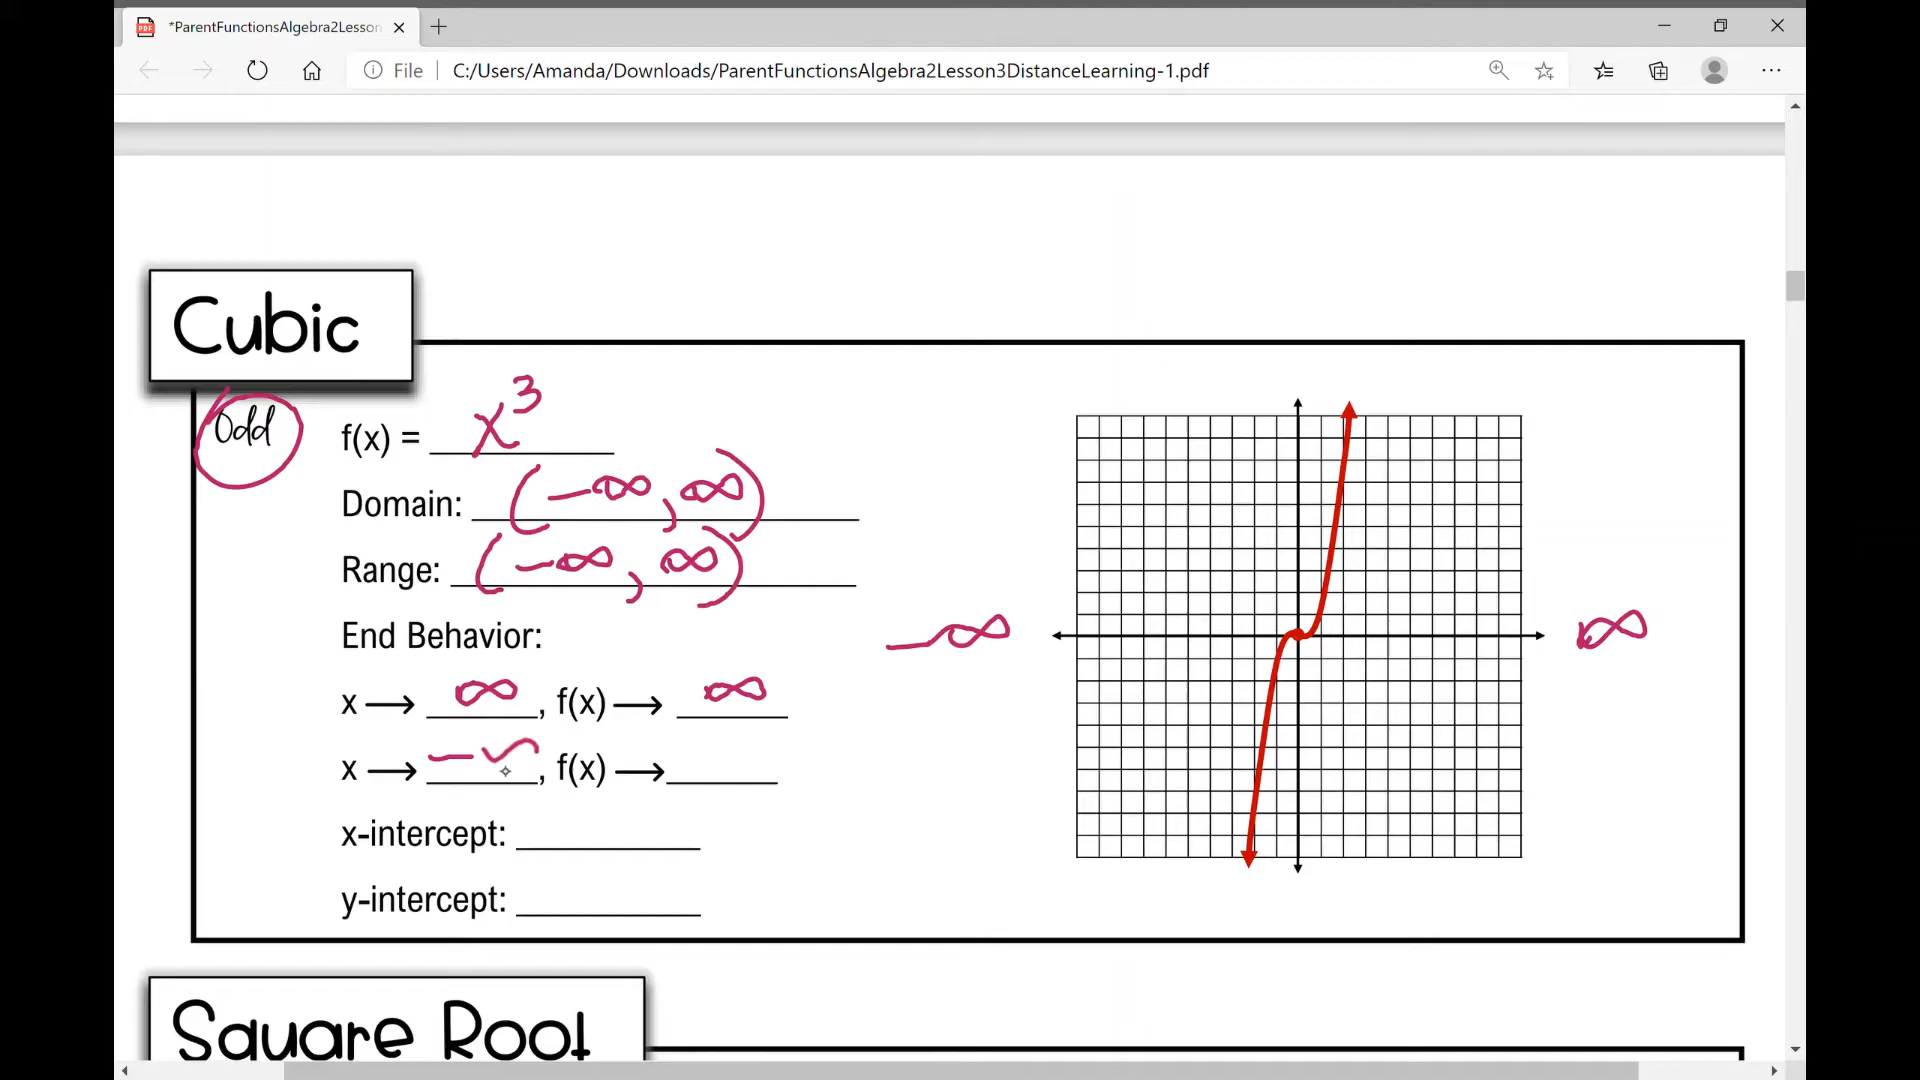 *ParentFunctionsAlgebra2Lesson
File C:/Users/Amanda/Downloads/ParentFunctionsAlgebra2Lesson3DistanceLearning-1.pdf
Cubic
Odd
f(x) = x³
Domain: (-∞, ∞)
Range: (-∞, ∞)
End Behavior:
-∞ ∞
x → ∞, f(x) → ∞
x → -, f(x) →
x-intercept:
y-intercept:
Square Root